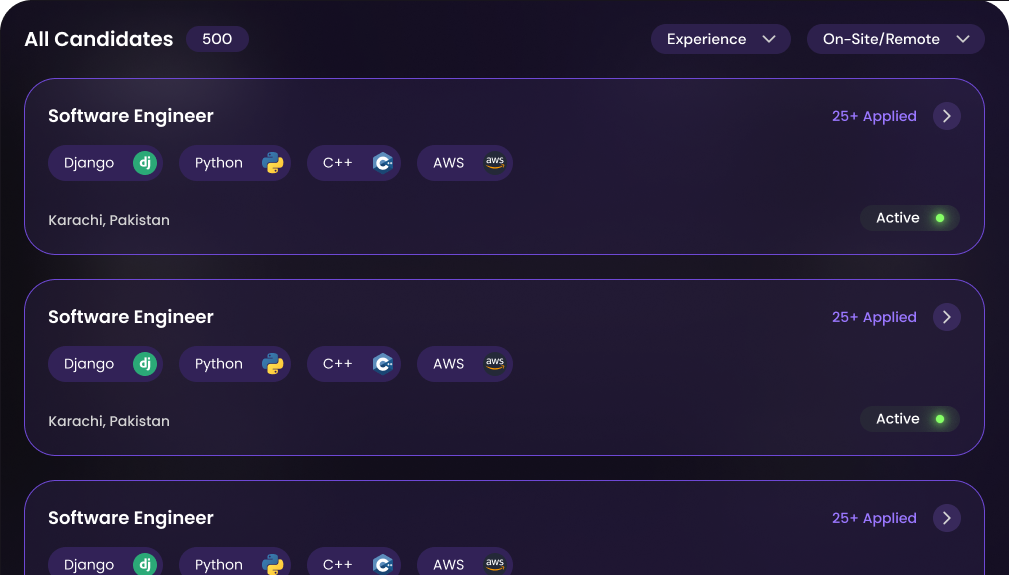 All Candidates 500 Experience On-Site/Remote
Software Engineer 25+ Applied
Django dj Python C++ C AWS aws
Karachi, Pakistan Active
Software Engineer 25+ Applied
Django dj Python C++ C AWS aws
Karachi, Pakistan Active
Software Engineer 25+ Applied
Django dj Python C++ C AWS aws